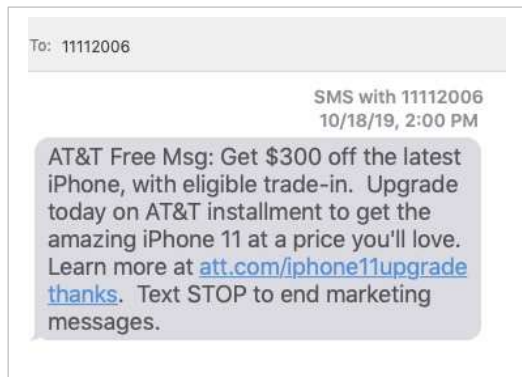 To: 11112006
SMS with 11112006
10/18/19, 2:00 PM
AT&T Free Msg: Get $300 off the latest
iPhone, with eligible trade-in.  Upgrade
today on AT&T installment to get the
amazing iPhone 11 at a price you'll love.
Learn more at att.com/iphone11upgrade
thanks.  Text STOP to end marketing
messages.